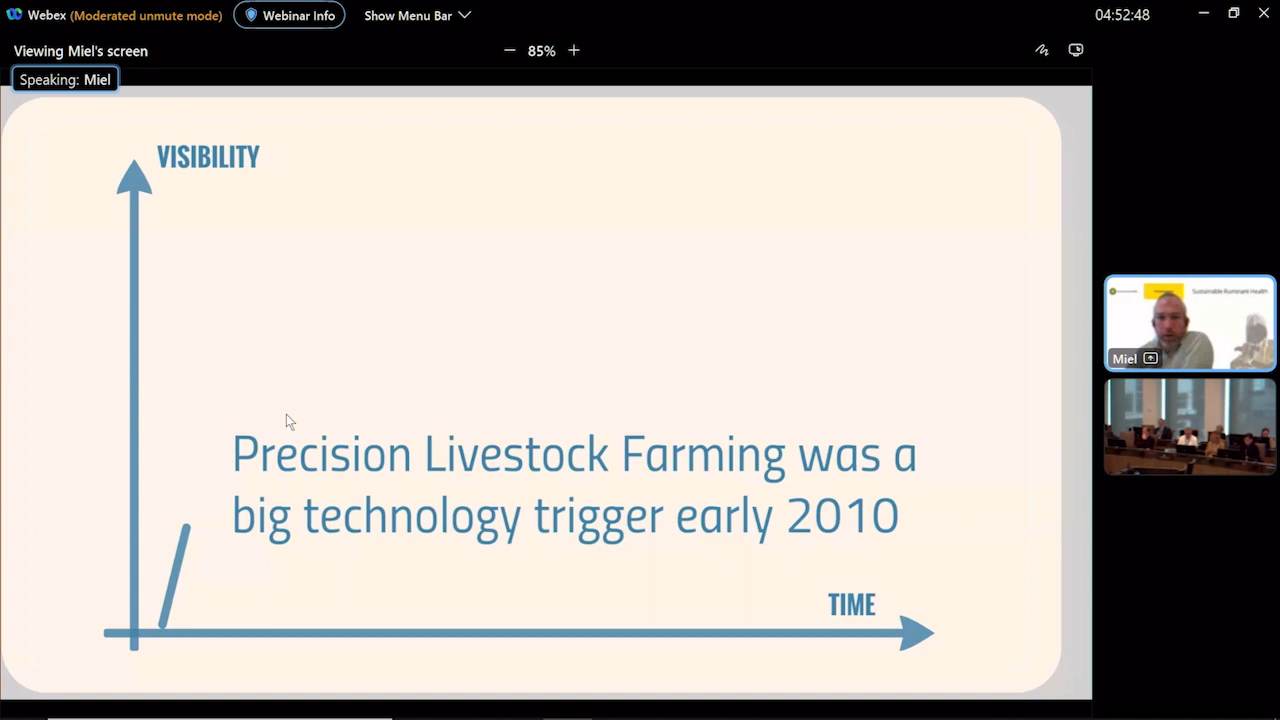 Webex (Moderated unmute mode) Webinar Info Show Menu Bar 04:52:48
Viewing Miel's screen 85%
Speaking: Miel
VISIBILITY
Precision Livestock Farming was a
big technology trigger early 2010
TIME
Sustainable Ruminant Health
Miel